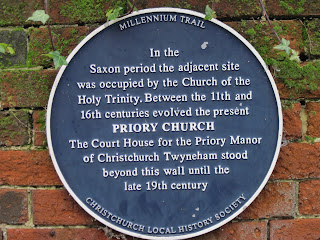 MILLENNIUM TRAIL
In the
Saxon period the adjacent site
was occupied by the Church of the
Holy Trinity. Between the 11th and
16th centuries evolved the present
PRIORY CHURCH
The Court House for the Priory Manor
of Christchurch Twyneham stood
beyond this wall until the
late 19th century
CHRISTCHURCH LOCAL HISTORY SOCIETY